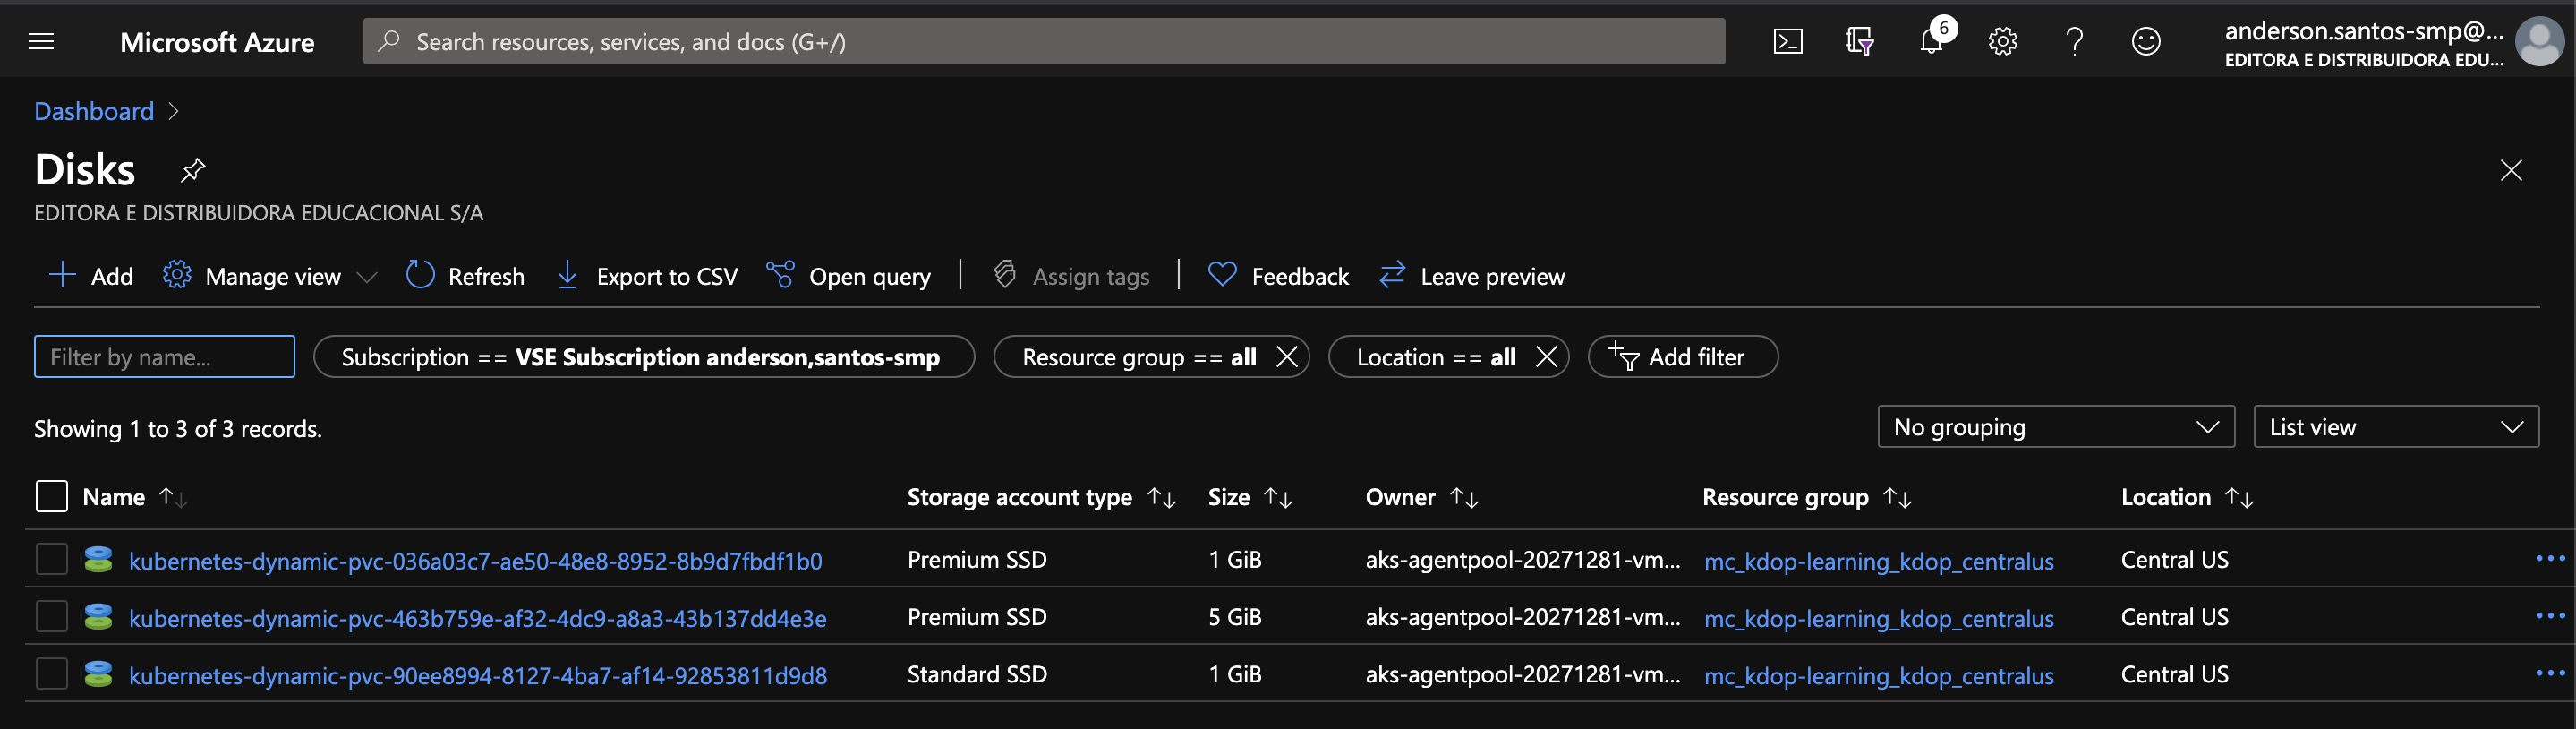 Microsoft Azure
Search resources, services, and docs (G+/)
6
anderson.santos-smp@...
EDITORA E DISTRIBUIDORA EDU...
Dashboard
Disks
EDITORA E DISTRIBUIDORA EDUCACIONAL S/A
Add Manage view Refresh Export to CSV Open query Assign tags Feedback Leave preview
Filter by name... Subscription == VSE Subscription anderson,santos-smp Resource group == all Location == all Add filter
Showing 1 to 3 of 3 records. No grouping List view
Name Storage account type Size Owner Resource group Location
kubernetes-dynamic-pvc-036a03c7-ae50-48e8-8952-8b9d7fbdf1b0 Premium SSD 1 GiB aks-agentpool-20271281-vm... mc_kdop-learning_kdop_centralus Central US
kubernetes-dynamic-pvc-463b759e-af32-4dc9-a8a3-43b137dd4e3e Premium SSD 5 GiB aks-agentpool-20271281-vm... mc_kdop-learning_kdop_centralus Central US
kubernetes-dynamic-pvc-90ee8994-8127-4ba7-af14-92853811d9d8 Standard SSD 1 GiB aks-agentpool-20271281-vm... mc_kdop-learning_kdop_centralus Central US